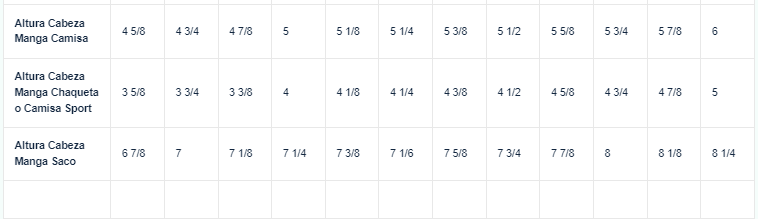 Altura Cabeza
Manga Camisa 4 5/8 4 3/4 4 7/8 5 5 1/8 5 1/4 5 3/8 5 1/2 5 5/8 5 3/4 5 7/8 6
Altura Cabeza
Manga Chaqueta 3 5/8 3 3/4 3 3/8 4 4 1/8 4 1/4 4 3/8 4 1/2 4 5/8 4 3/4 4 7/8 5
o Camisa Sport
Altura Cabeza
Manga Saco 6 7/8 7 7 1/8 7 1/4 7 3/8 7 1/6 7 5/8 7 3/4 7 7/8 8 8 1/8 8 1/4